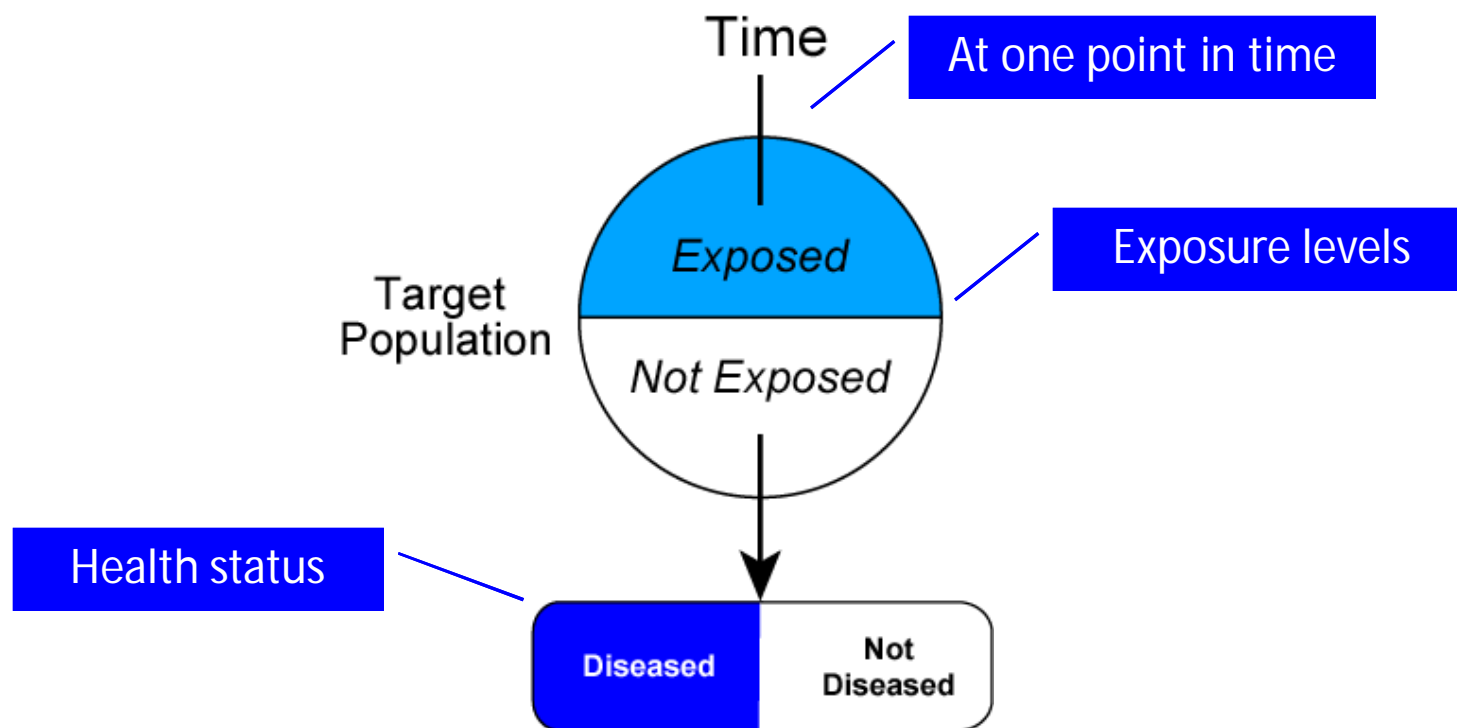 Time
At one point in time
Exposed
Exposure levels
Target
Population
Not Exposed
Health status
Diseased
Not
Diseased